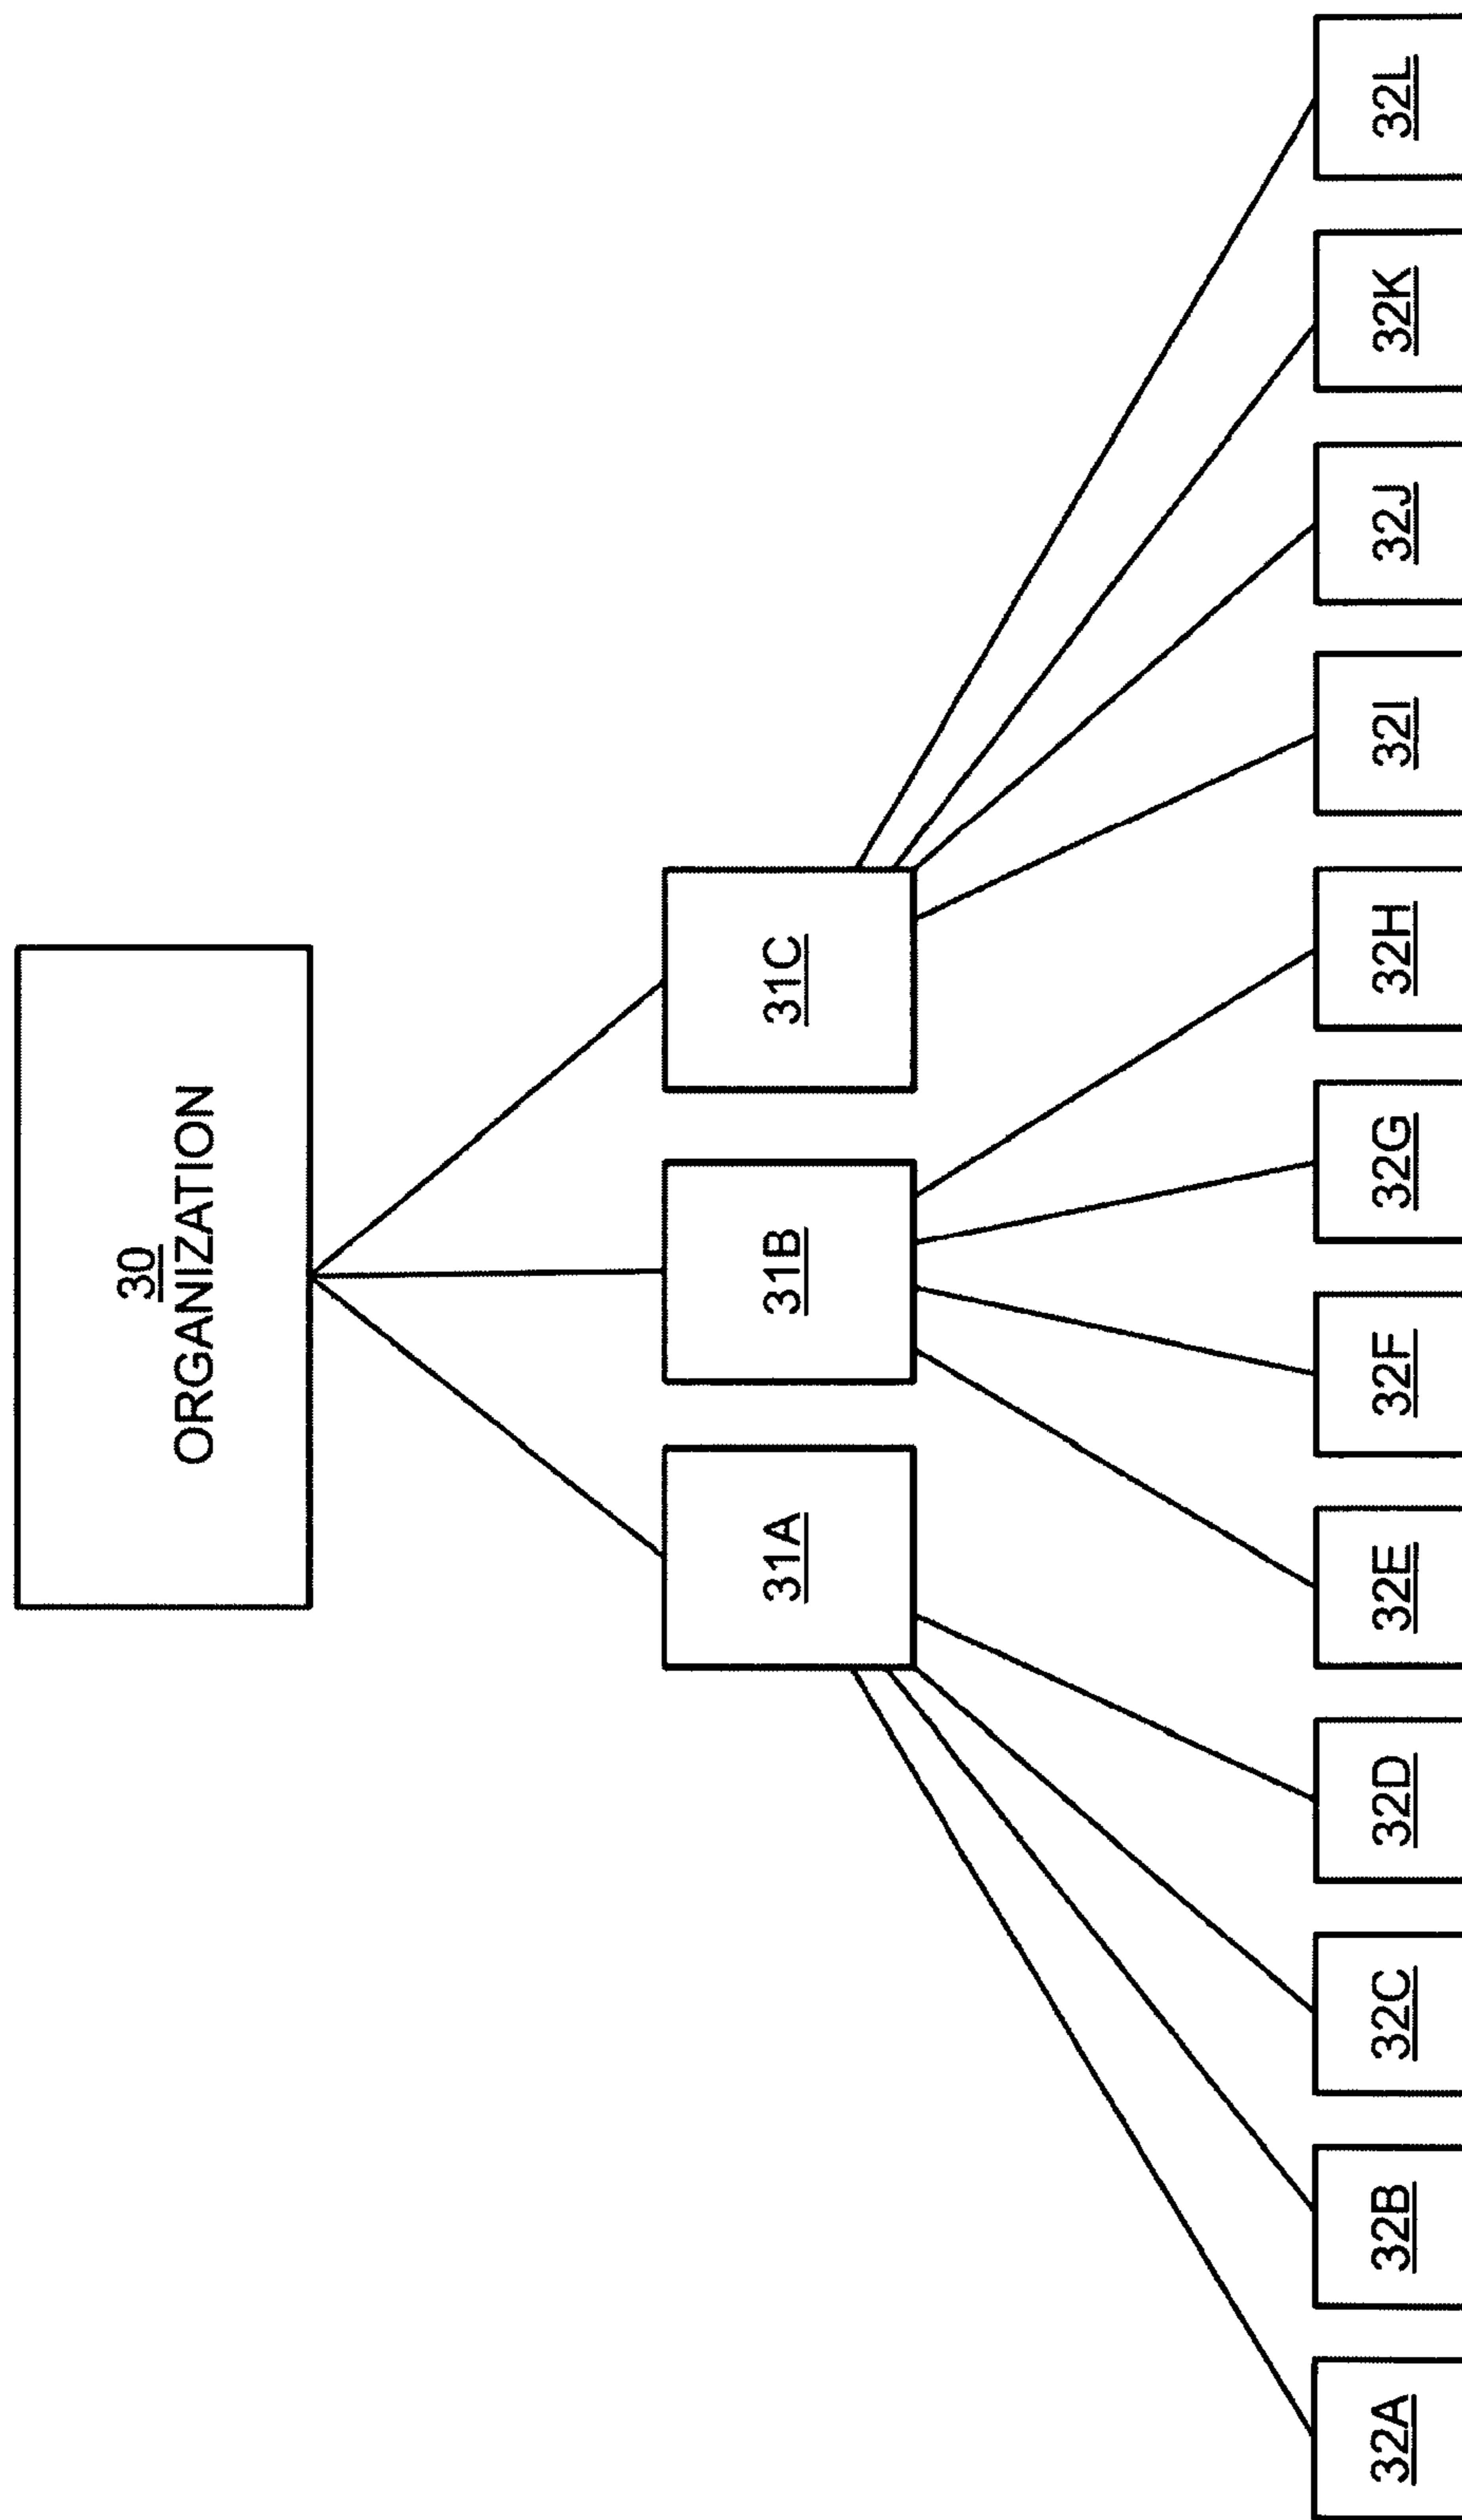 30
ORGANIZATION
31A
31B
31C
32A
32B
32C
32D
32E
32F
32G
32H
32I
32J
32K
32L